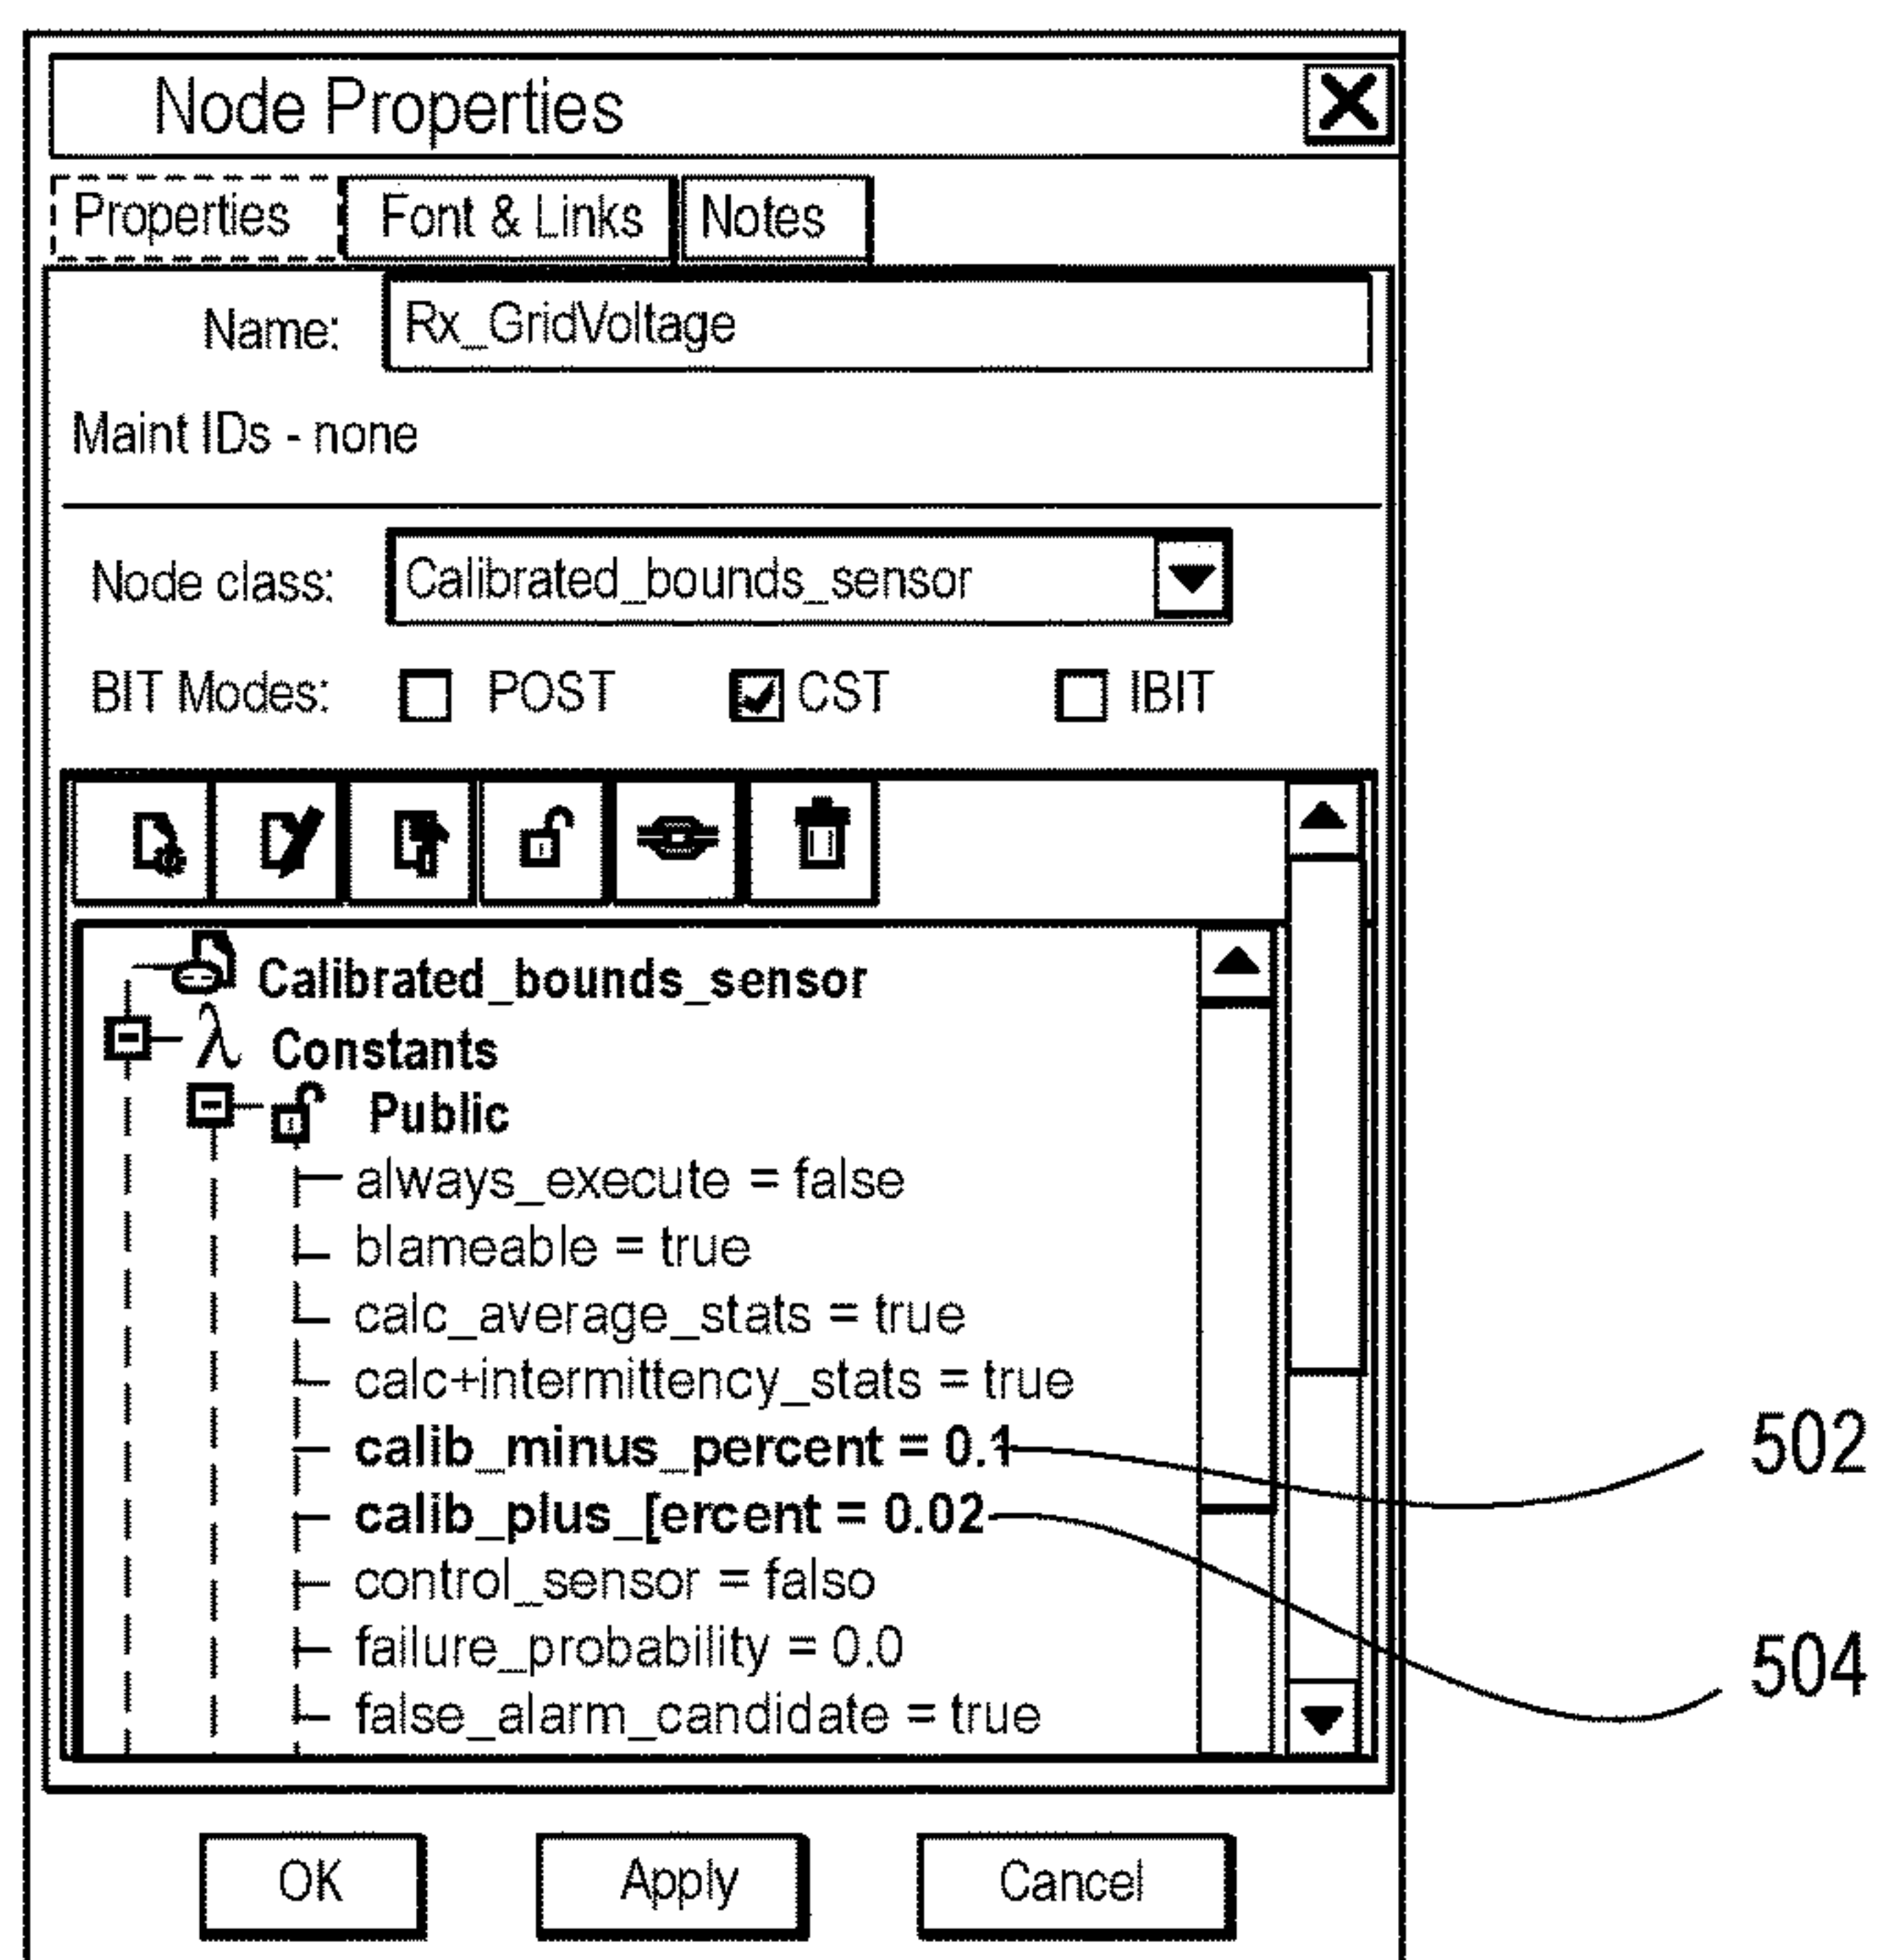 Node Properties
Properties Font & Links Notes
Name: Rx_GridVoltage
Maint IDs - none
Node class: Calibrated_bounds_sensor
BIT Modes: POST CST IBIT
Calibrated_bounds_sensor
λ Constants
Public
always_execute = false
blameable = true
calc_average_stats = true
calc+intermittency_stats = true
calib_minus_percent = 0.1
502
calib_plus_[ercent = 0.02
control_sensor = falso
failure_probability = 0.0
504
false_alarm_candidate = true
OK Apply Cancel